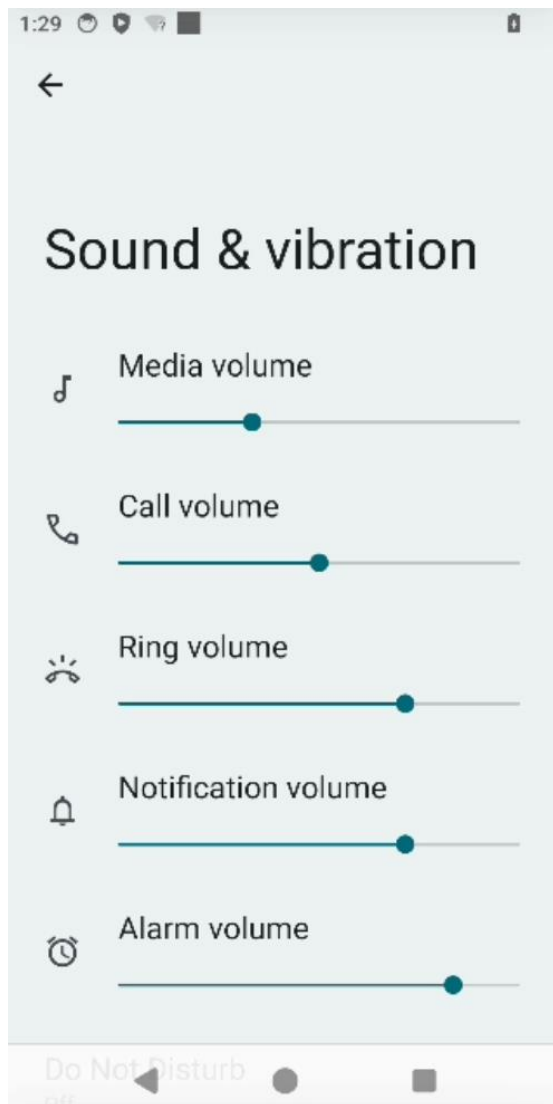 1:29
Sound & vibration
Media volume
Call volume
Ring volume
Notification volume
Alarm volume
Do Not Disturb